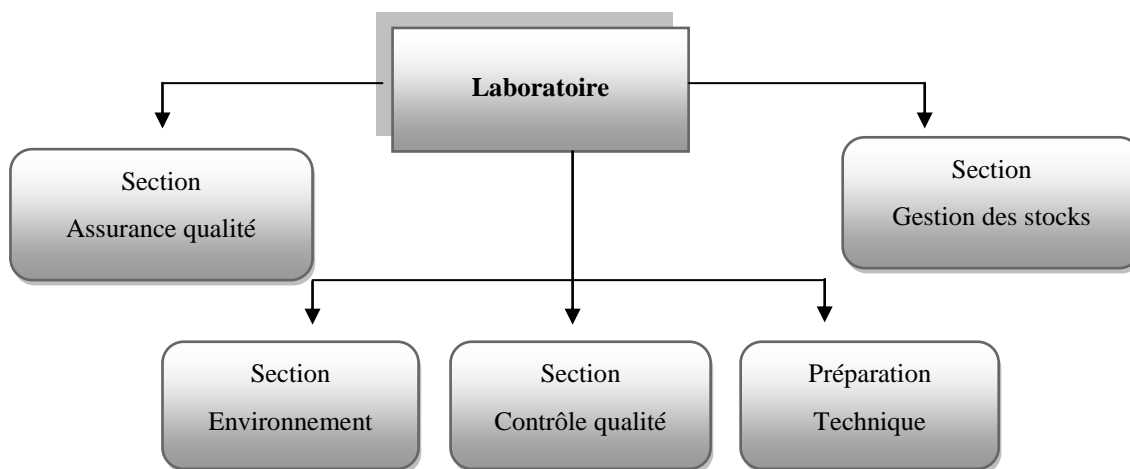 Laboratoire
Section
Assurance qualité
Section
Gestion des stocks
Section
Environnement
Section
Contrôle qualité
Préparation
Technique